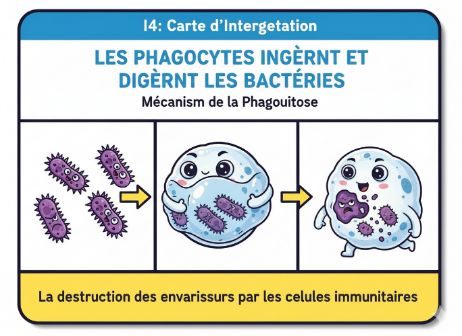 I4: Carte d'Intergetation
LES PHAGOCYTES INGÈRNT ET
DIGÈRNT LES BACTÉRIES
Mécanism de la Phagouitose
La destruction des envarissurs par les celules immunitaires